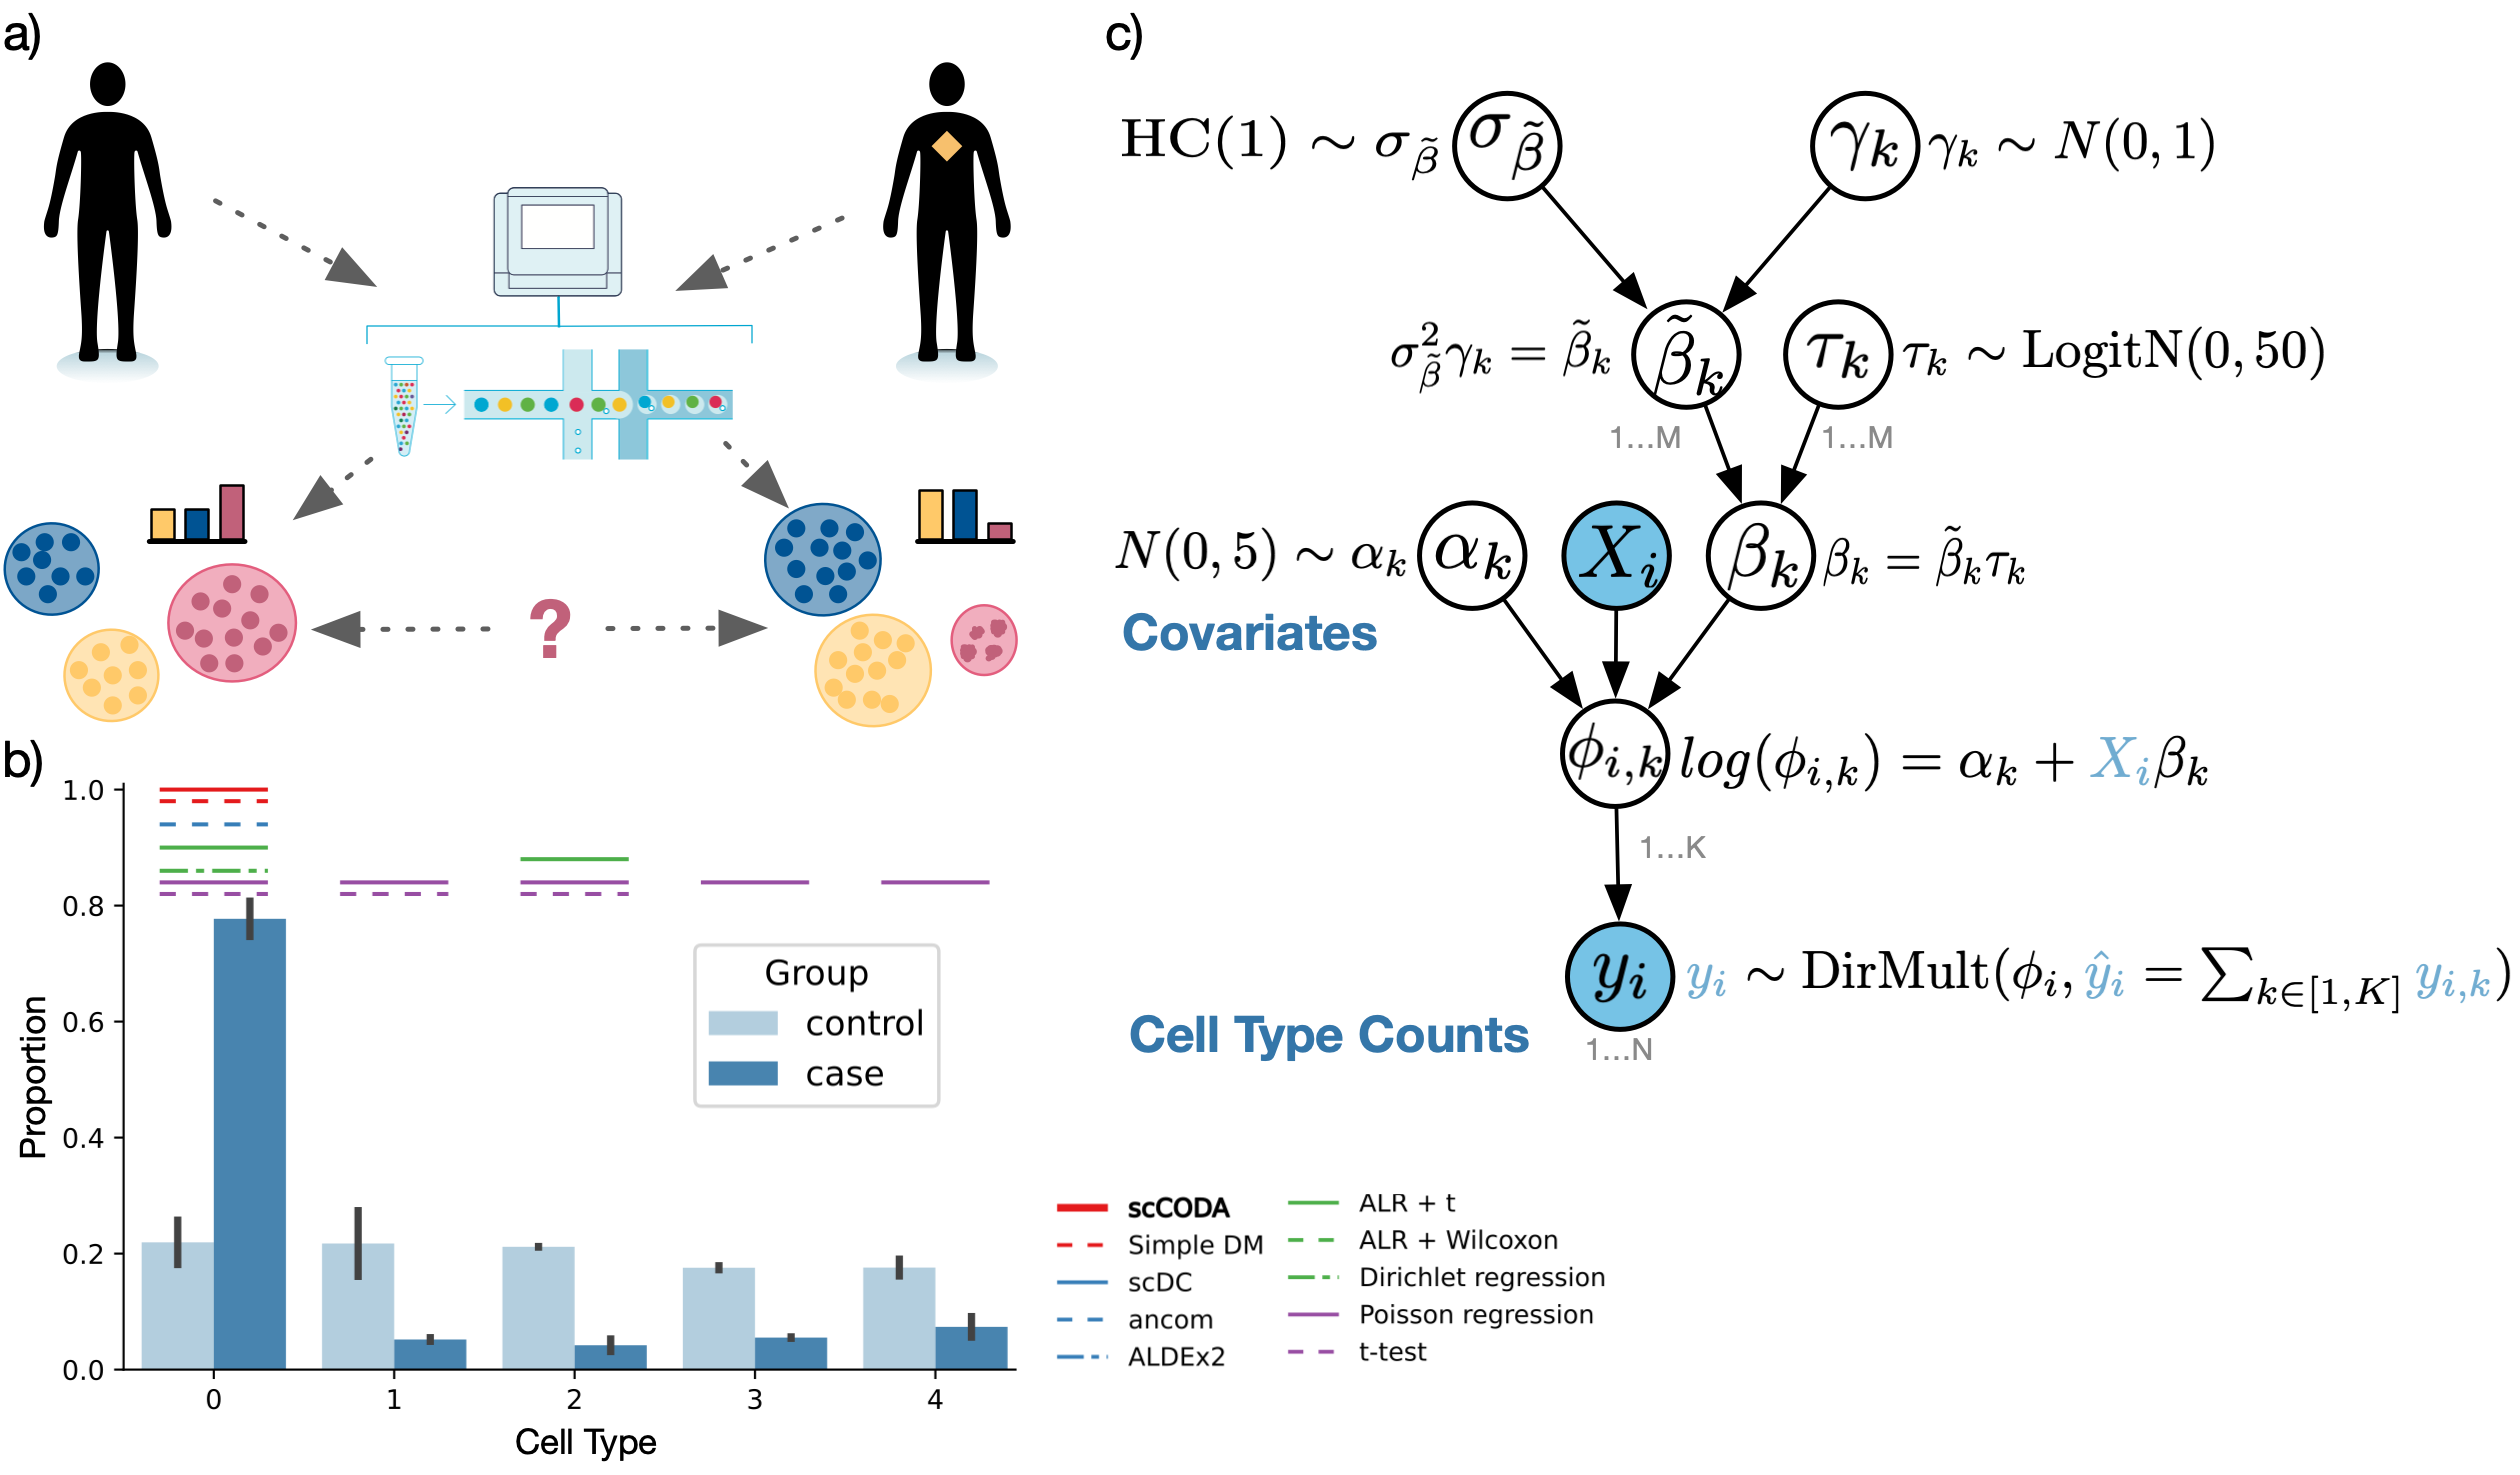 a)
?
b)
1.0
0.8
0.6
0.4
0.2
0.0
Proportion
Group
control
case
0 1 2 3 4
Cell Type
scCODA
Simple DM
scDC
ancom
ALDEx2
ALR + t
ALR + Wilcoxon
Dirichlet regression
Poisson regression
t-test
c)
HC(1) ∼ σ_β̃ σ_β̃ γ_k γ_k ∼ N(0, 1)
σ²_β̃ γ_k = β̃_k β̃_k τ_k τ_k ∼ LogitN(0, 50)
1...M 1...M
N(0, 5) ∼ α_k α_k X_i β_k β_k = β̃_k τ_k
Covariates
ϕ_{i,k} log(ϕ_{i,k}) = α_k + X_i β_k
1...K
y_i y_i ∼ DirMult(ϕ_i, ŷ_i = ∑_{k∈[1,K]} y_{i,k})
Cell Type Counts
1...N